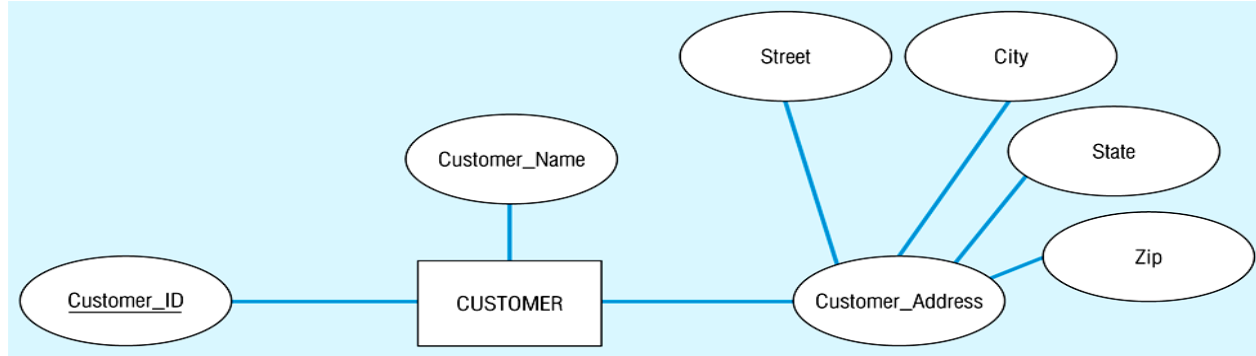 Street
City
State
Customer_Name
Zip
Customer_ID
CUSTOMER
Customer_Address